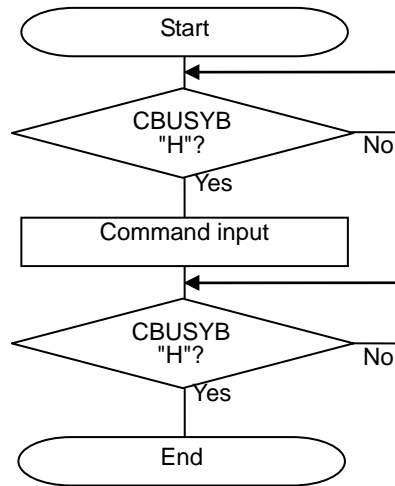 Start
CBUSYB
"H"?
No
Yes
Command input
CBUSYB
"H"?
No
Yes
End